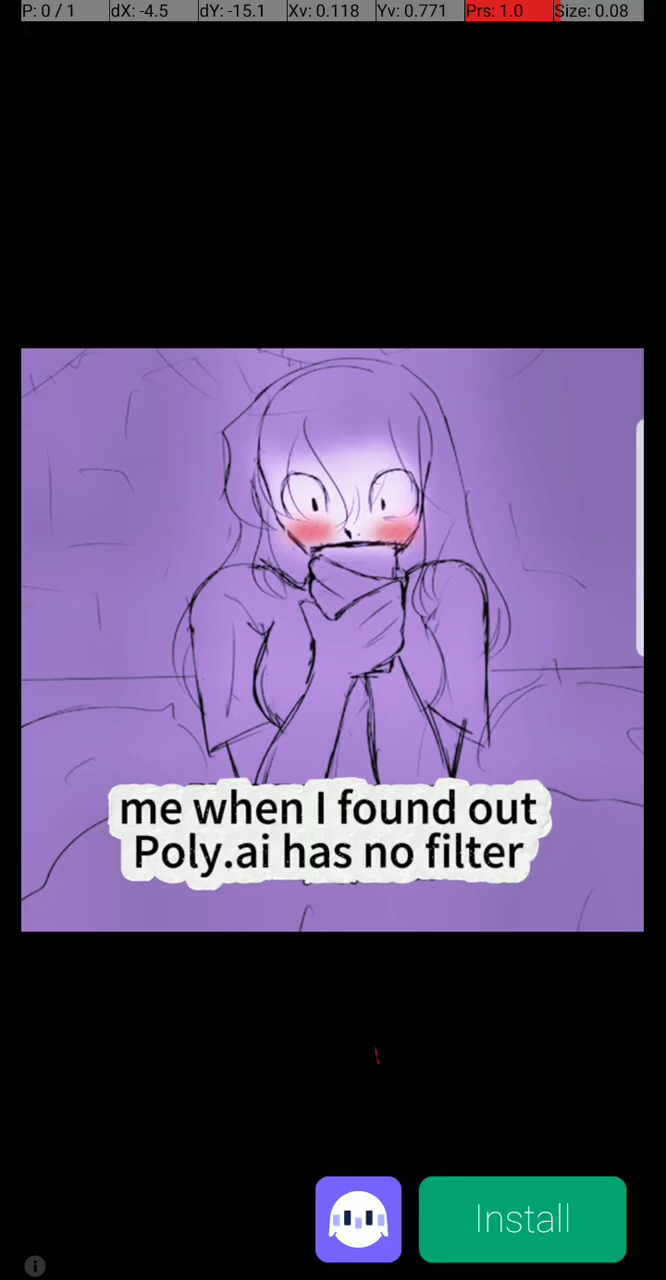 P: 0 / 1 dX: -4.5 dY: -15.1 Xv: 0.118 Yv: 0.771 Prs: 1.0 Size: 0.08
me when I found out
Poly.ai has no filter
Install